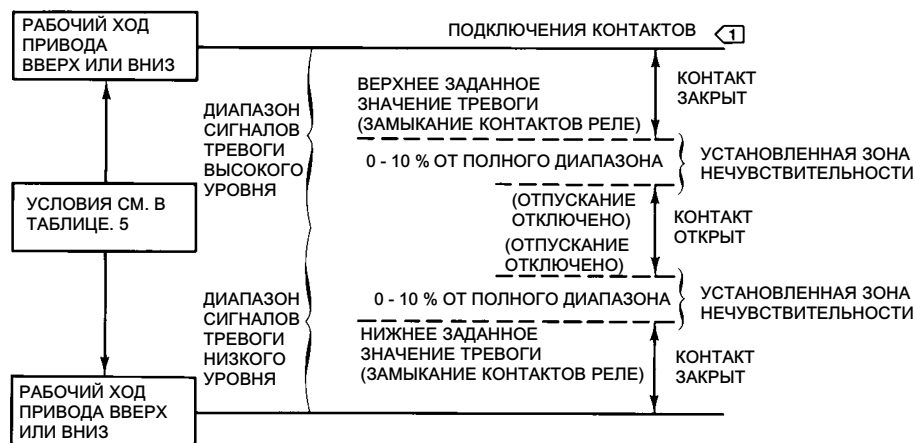 РАБОЧИЙ ХОД
ПРИВОДА
ВВЕРХ ИЛИ ВНИЗ
ПОДКЛЮЧЕНИЯ КОНТАКТОВ 1
ДИАПАЗОН
СИГНАЛОВ
ТРЕВОГИ
ВЫСОКОГО
УРОВНЯ
ВЕРХНЕЕ ЗАДАННОЕ
ЗНАЧЕНИЕ ТРЕВОГИ
(ЗАМЫКАНИЕ КОНТАКТОВ РЕЛЕ)
КОНТАКТ
ЗАКРЫТ
0 - 10 % ОТ ПОЛНОГО ДИАПАЗОНА
УСТАНОВЛЕННАЯ ЗОНА
НЕЧУВСТВИТЕЛЬНОСТИ
УСЛОВИЯ СМ. В
ТАБЛИЦЕ. 5
(ОТПУСКАНИЕ
ОТКЛЮЧЕНО)
(ОТПУСКАНИЕ
ОТКЛЮЧЕНО)
КОНТАКТ
ОТКРЫТ
ДИАПАЗОН
СИГНАЛОВ
ТРЕВОГИ
НИЗКОГО
УРОВНЯ
0 - 10 % ОТ ПОЛНОГО ДИАПАЗОНА
УСТАНОВЛЕННАЯ ЗОНА
НЕЧУВСТВИТЕЛЬНОСТИ
НИЖНЕЕ ЗАДАННОЕ
ЗНАЧЕНИЕ ТРЕВОГИ
(ЗАМЫКАНИЕ КОНТАКТОВ РЕЛЕ)
КОНТАКТ
ЗАКРЫТ
РАБОЧИЙ ХОД
ПРИВОДА ВВЕРХ
ИЛИ ВНИЗ